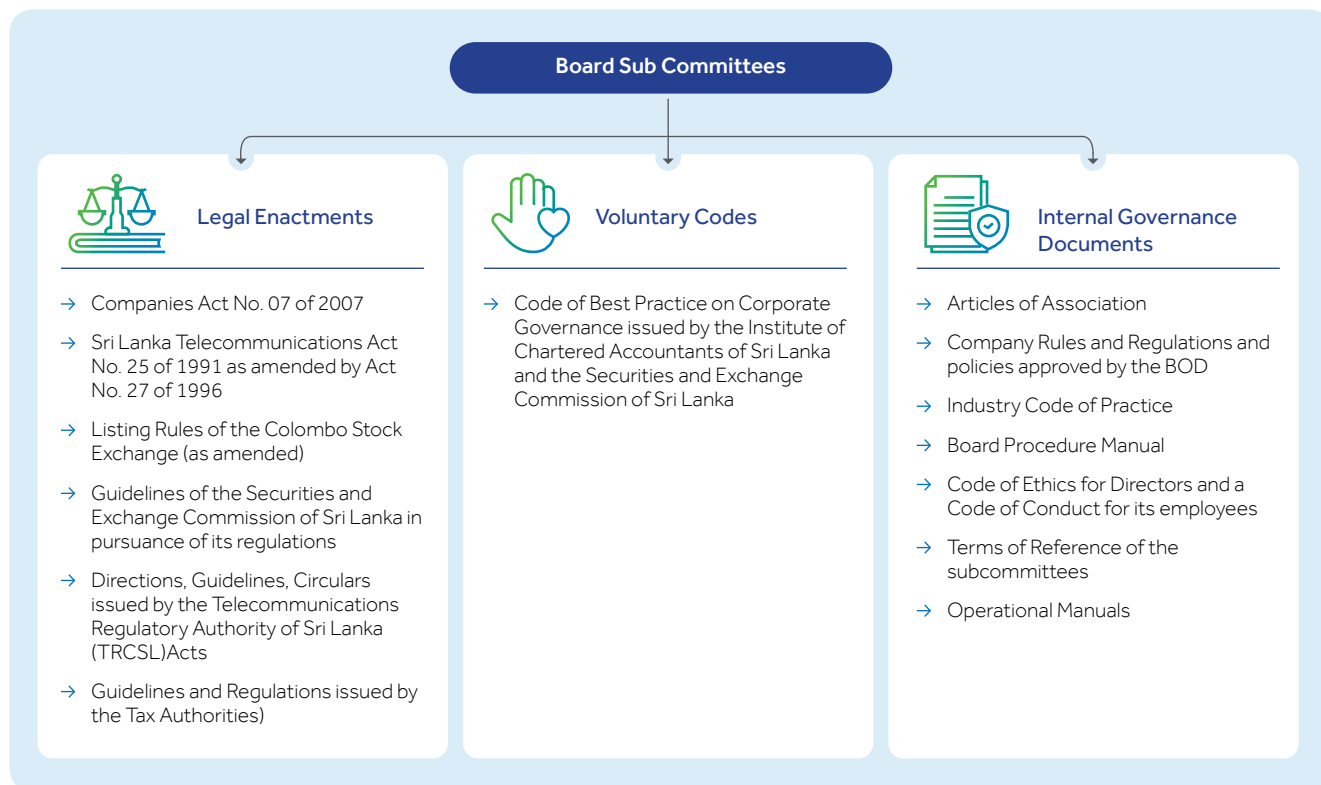 Board Sub Committees
Legal Enactments
→ Companies Act No. 07 of 2007
→ Sri Lanka Telecommunications Act
No. 25 of 1991 as amended by Act
No. 27 of 1996
→ Listing Rules of the Colombo Stock
Exchange (as amended)
→ Guidelines of the Securities and
Exchange Commission of Sri Lanka in
pursuance of its regulations
→ Directions, Guidelines, Circulars
issued by the Telecommunications
Regulatory Authority of Sri Lanka
(TRCSL)Acts
→ Guidelines and Regulations issued by
the Tax Authorities)
Voluntary Codes
→ Code of Best Practice on Corporate
Governance issued by the Institute of
Chartered Accountants of Sri Lanka
and the Securities and Exchange
Commission of Sri Lanka
Internal Governance
Documents
→ Articles of Association
→ Company Rules and Regulations and
policies approved by the BOD
→ Industry Code of Practice
→ Board Procedure Manual
→ Code of Ethics for Directors and a
Code of Conduct for its employees
→ Terms of Reference of the
subcommittees
→ Operational Manuals